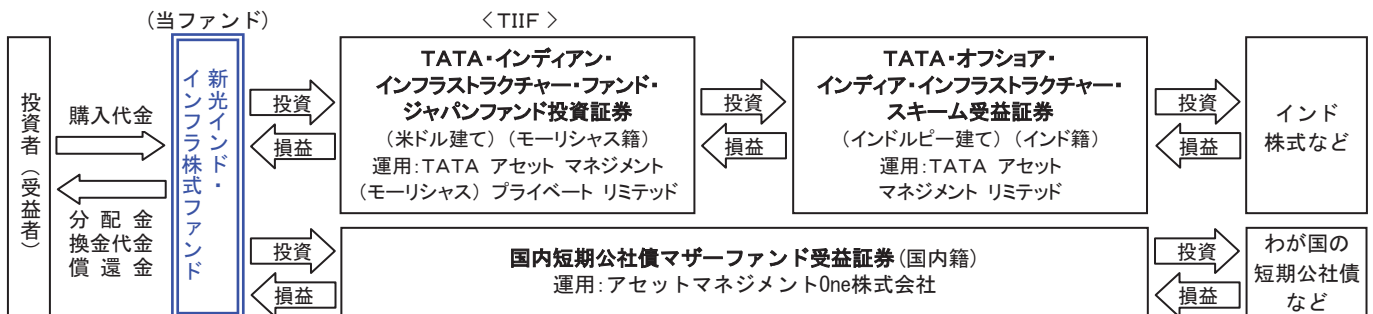 (当ファンド)
<TIIF>
投資者(受益者)
購入代金
分配金
換金代金
償還金
新光インド・
インフラ株式ファンド
投資
損益
TATA・インディアン・
インフラストラクチャー・ファンド・
ジャパンファンド投資証券
(米ドル建て)(モーリシャス籍)
運用:TATA アセット マネジメント
(モーリシャス) プライベート リミテッド
投資
損益
TATA・オフショア・
インディア・インフラストラクチャー・
スキーム受益証券
(インドルピー建て)(インド籍)
運用:TATA アセット
マネジメント リミテッド
投資
損益
インド
株式など
投資
損益
国内短期公社債マザーファンド受益証券(国内籍)
運用:アセットマネジメントOne株式会社
投資
損益
わが国の
短期公社債
など